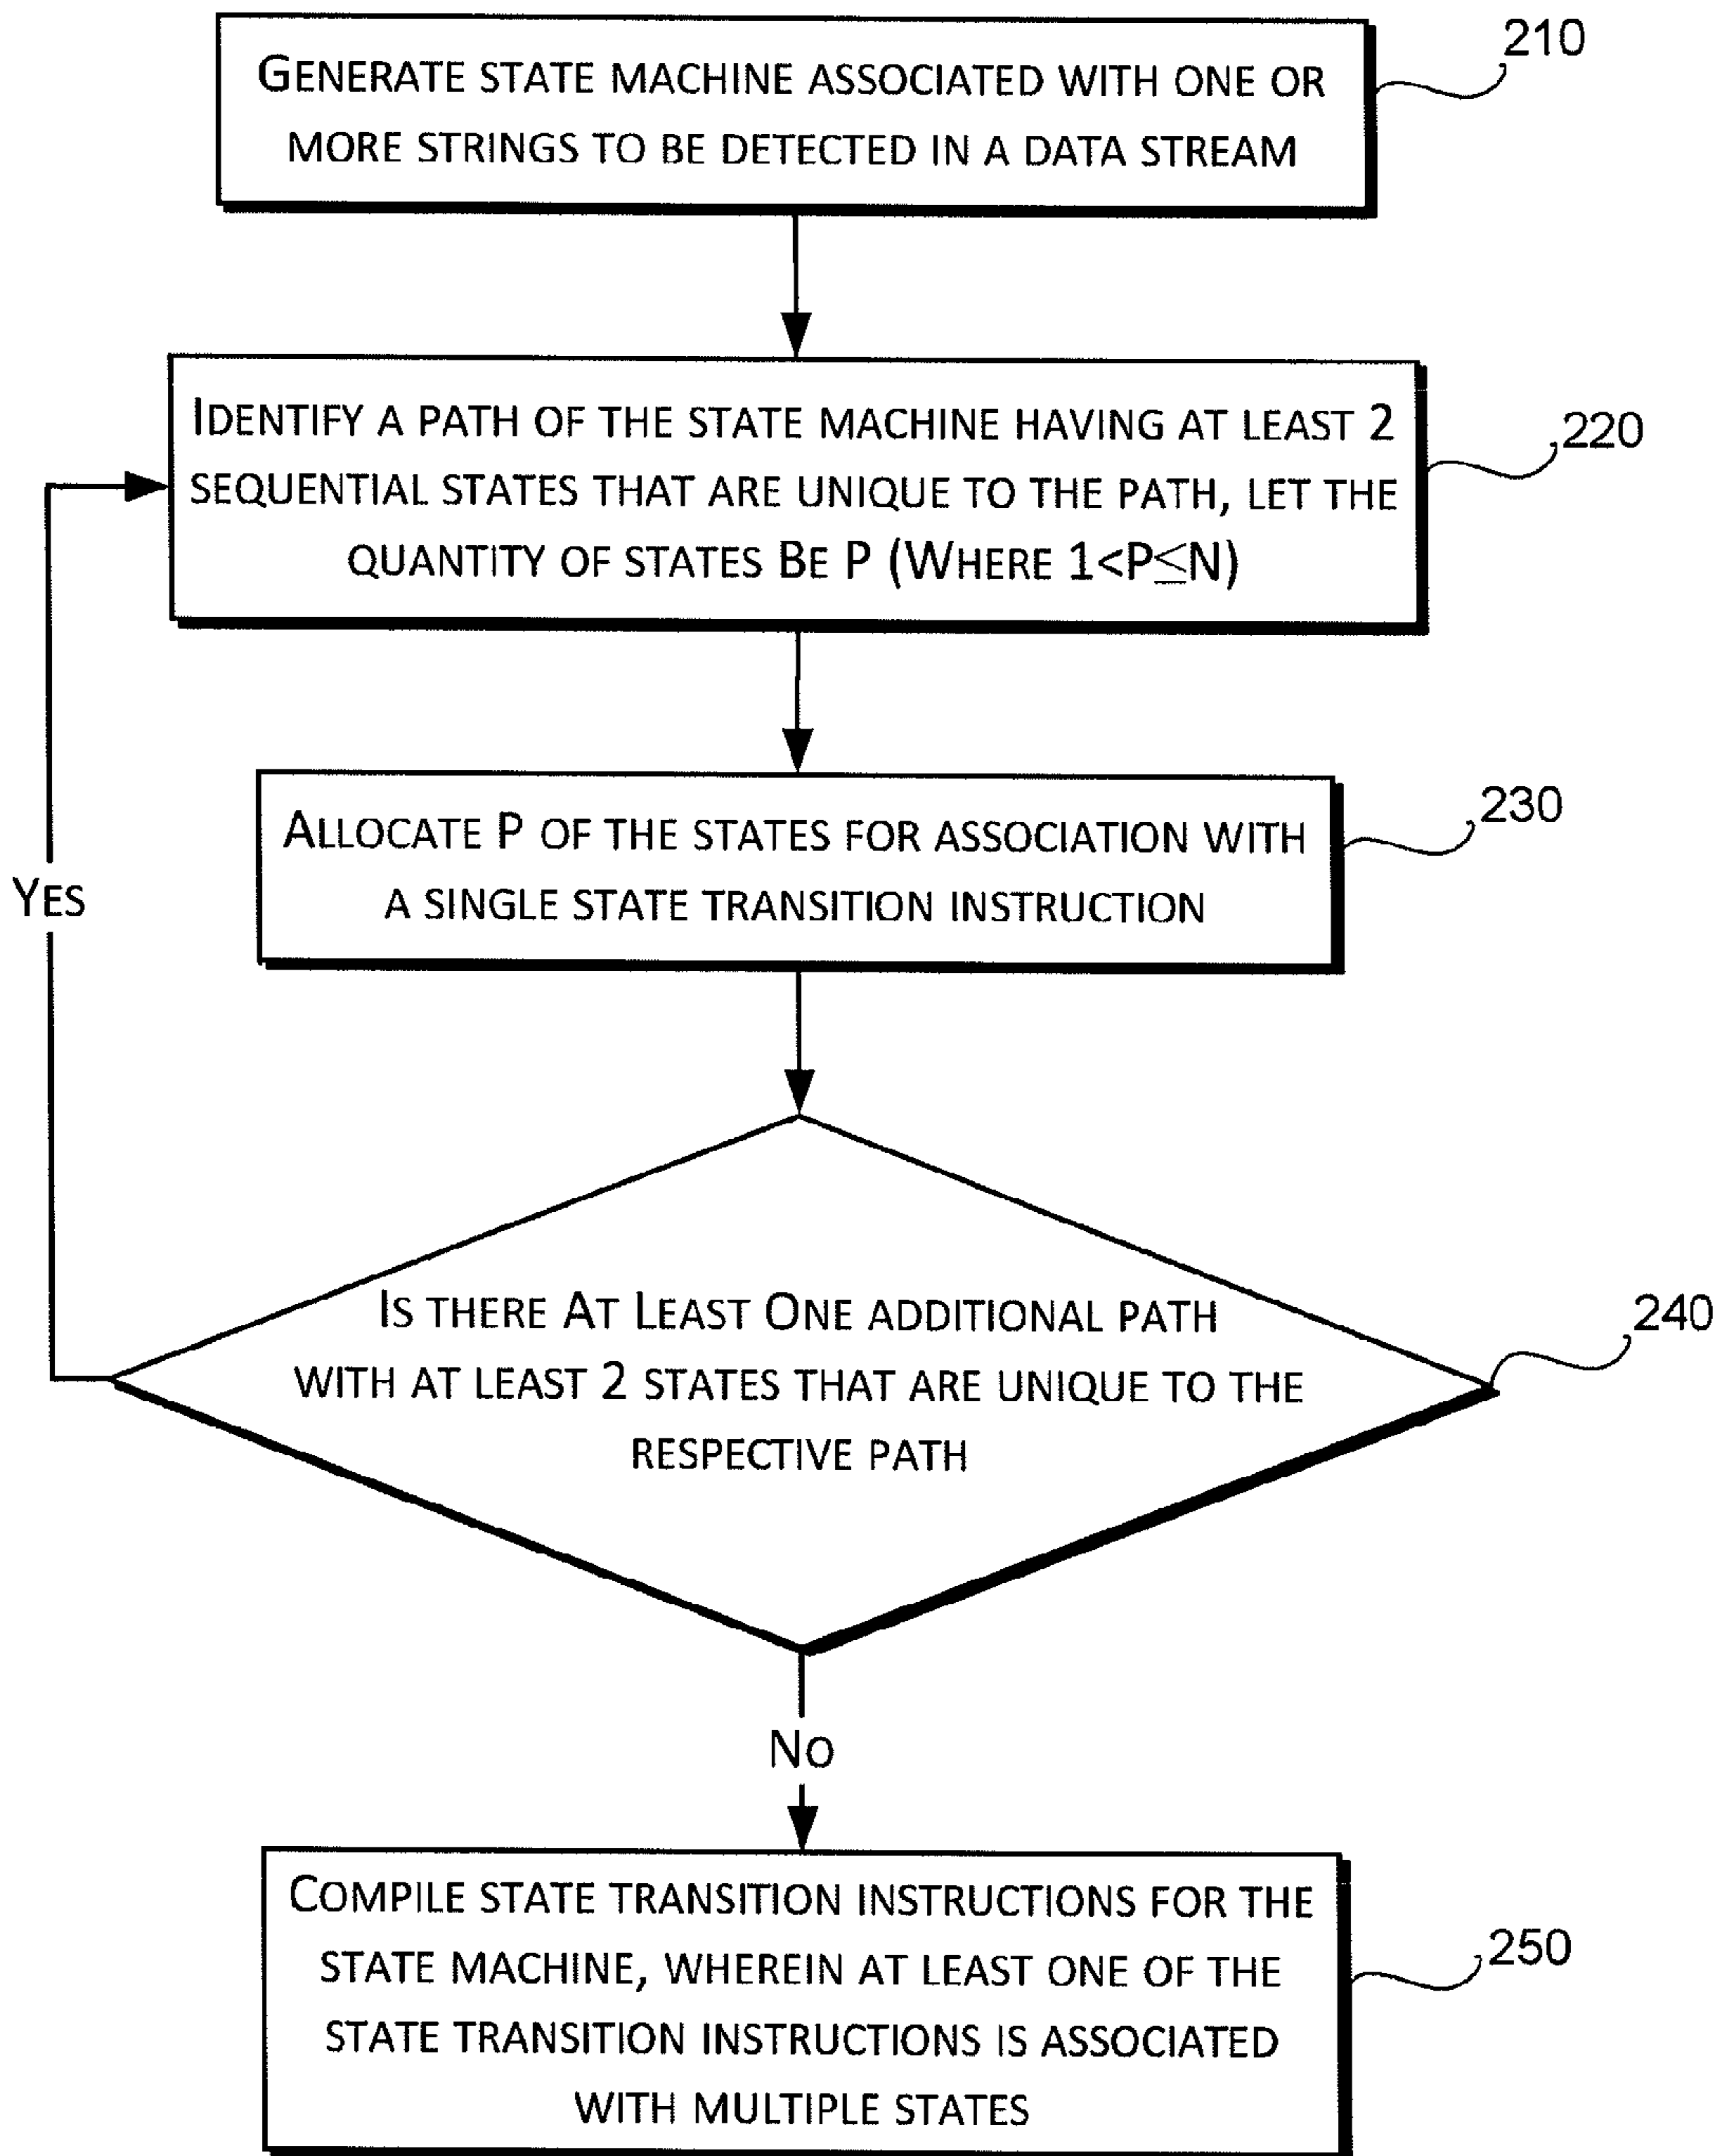 GENERATE STATE MACHINE ASSOCIATED WITH ONE OR
MORE STRINGS TO BE DETECTED IN A DATA STREAM
210
IDENTIFY A PATH OF THE STATE MACHINE HAVING AT LEAST 2
SEQUENTIAL STATES THAT ARE UNIQUE TO THE PATH, LET THE
QUANTITY OF STATES BE P (WHERE 1<P≤N)
220
ALLOCATE P OF THE STATES FOR ASSOCIATION WITH
A SINGLE STATE TRANSITION INSTRUCTION
230
YES
IS THERE AT LEAST ONE ADDITIONAL PATH
WITH AT LEAST 2 STATES THAT ARE UNIQUE TO THE
RESPECTIVE PATH
240
NO
COMPILE STATE TRANSITION INSTRUCTIONS FOR THE
STATE MACHINE, WHEREIN AT LEAST ONE OF THE
STATE TRANSITION INSTRUCTIONS IS ASSOCIATED
WITH MULTIPLE STATES
250